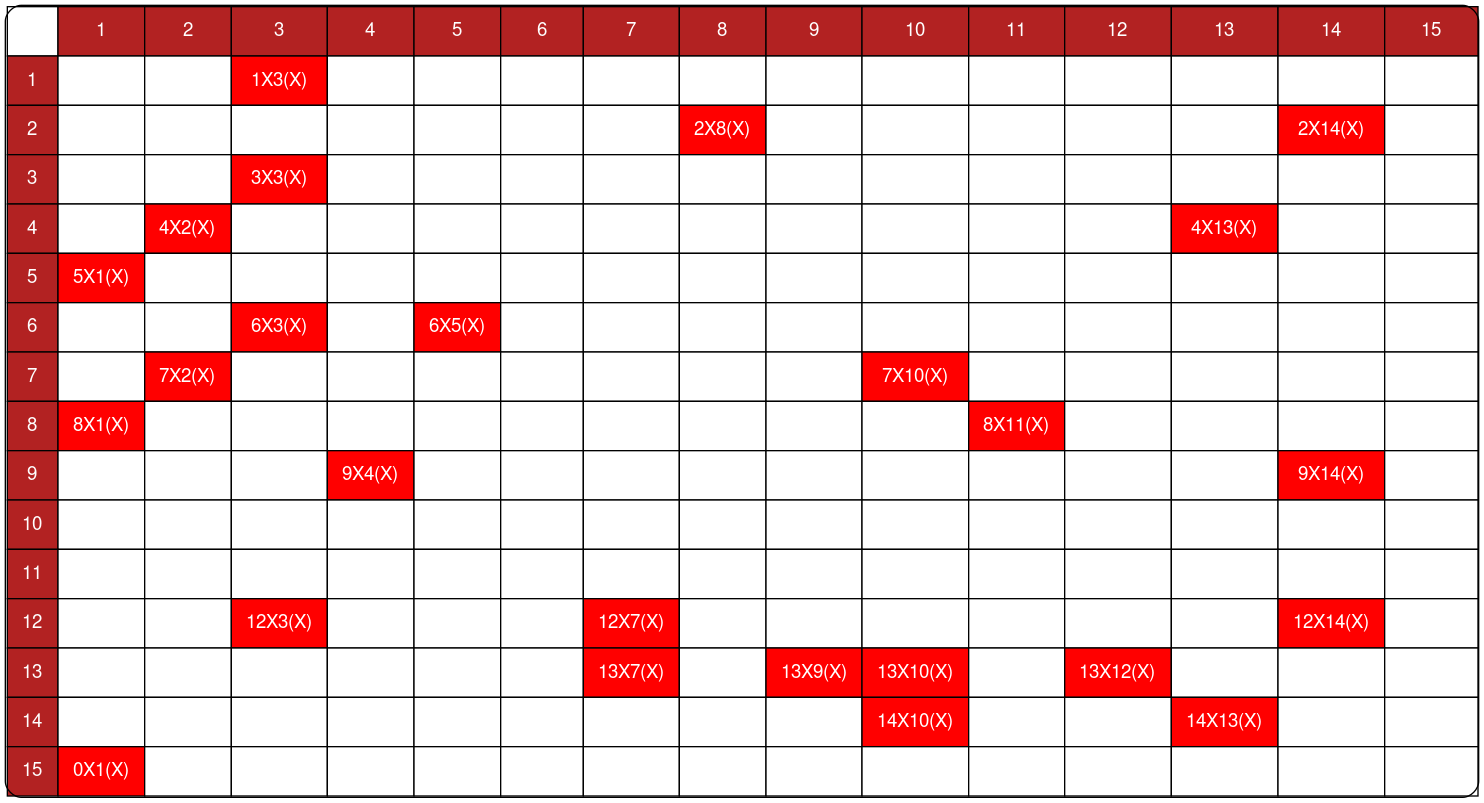 1 2 3 4 5 6 7 8 9 10 11 12 13 14 15
1 1X3(X)
2 2X8(X) 2X14(X)
3 3X3(X)
4 4X2(X) 4X13(X)
5 5X1(X)
6 6X3(X) 6X5(X)
7 7X2(X) 7X10(X)
8 8X1(X) 8X11(X)
9 9X4(X) 9X14(X)
10
11
12 12X3(X) 12X7(X) 12X14(X)
13 13X7(X) 13X9(X) 13X10(X) 13X12(X)
14 14X10(X) 14X13(X)
15 0X1(X)